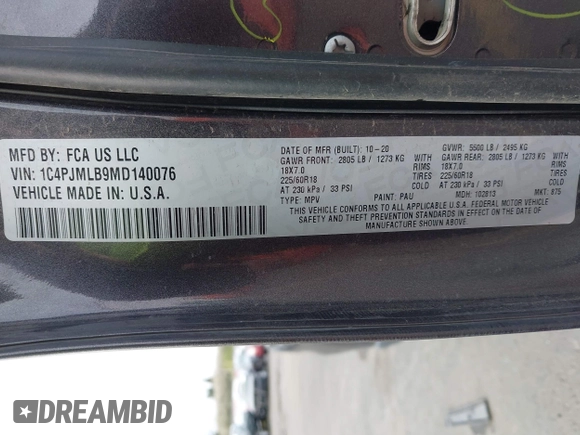 MFD BY: FCA US LLC
VIN: 1C4PJMLB9MD140076
VEHICLE MADE IN: U.S.A.
DATE OF MFR (BUILT): 10-20
GVWR: 5500 LB / 2495 KG
GAWR FRONT: 2805 LB / 1273 KG WITH
GAWR REAR: 2805 LB / 1273 KG WITH
18X7.0 RIMS
18X7.0 RIMS
225/60R18 TIRES
225/60R18 TIRES
AT 230 kPa / 33 PSI COLD
AT 230 kPa / 33 PSI COLD
TYPE: MPV
PAINT: PAU
MDH: 102813
MKT: 875
THIS VEHICLE CONFORMS TO ALL APPLICABLE U.S.A. FEDERAL MOTOR VEHICLE
SAFETY AND THEFT PREVENTION STANDARDS IN EFFECT ON THE DATE OF
MANUFACTURE SHOWN ABOVE.
DREAMBID